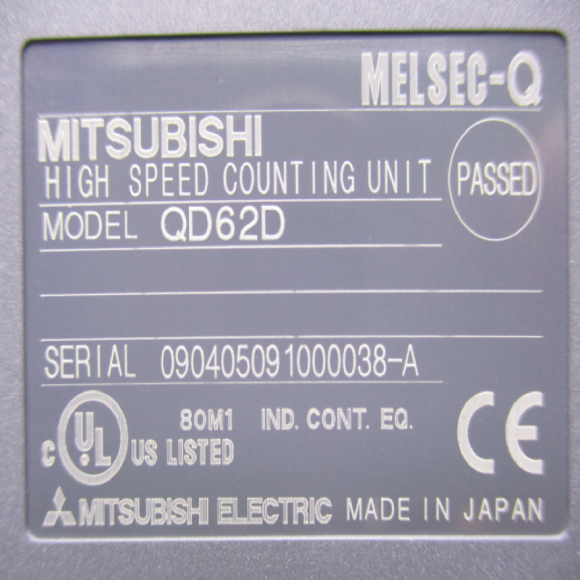 MELSEC-Q
MITSUBISHI
HIGH SPEED COUNTING UNIT
PASSED
MODEL QD62D
SERIAL 090405091000038-A
C UL US LISTED
80M1 IND. CONT. EQ.
CE
MITSUBISHI ELECTRIC MADE IN JAPAN